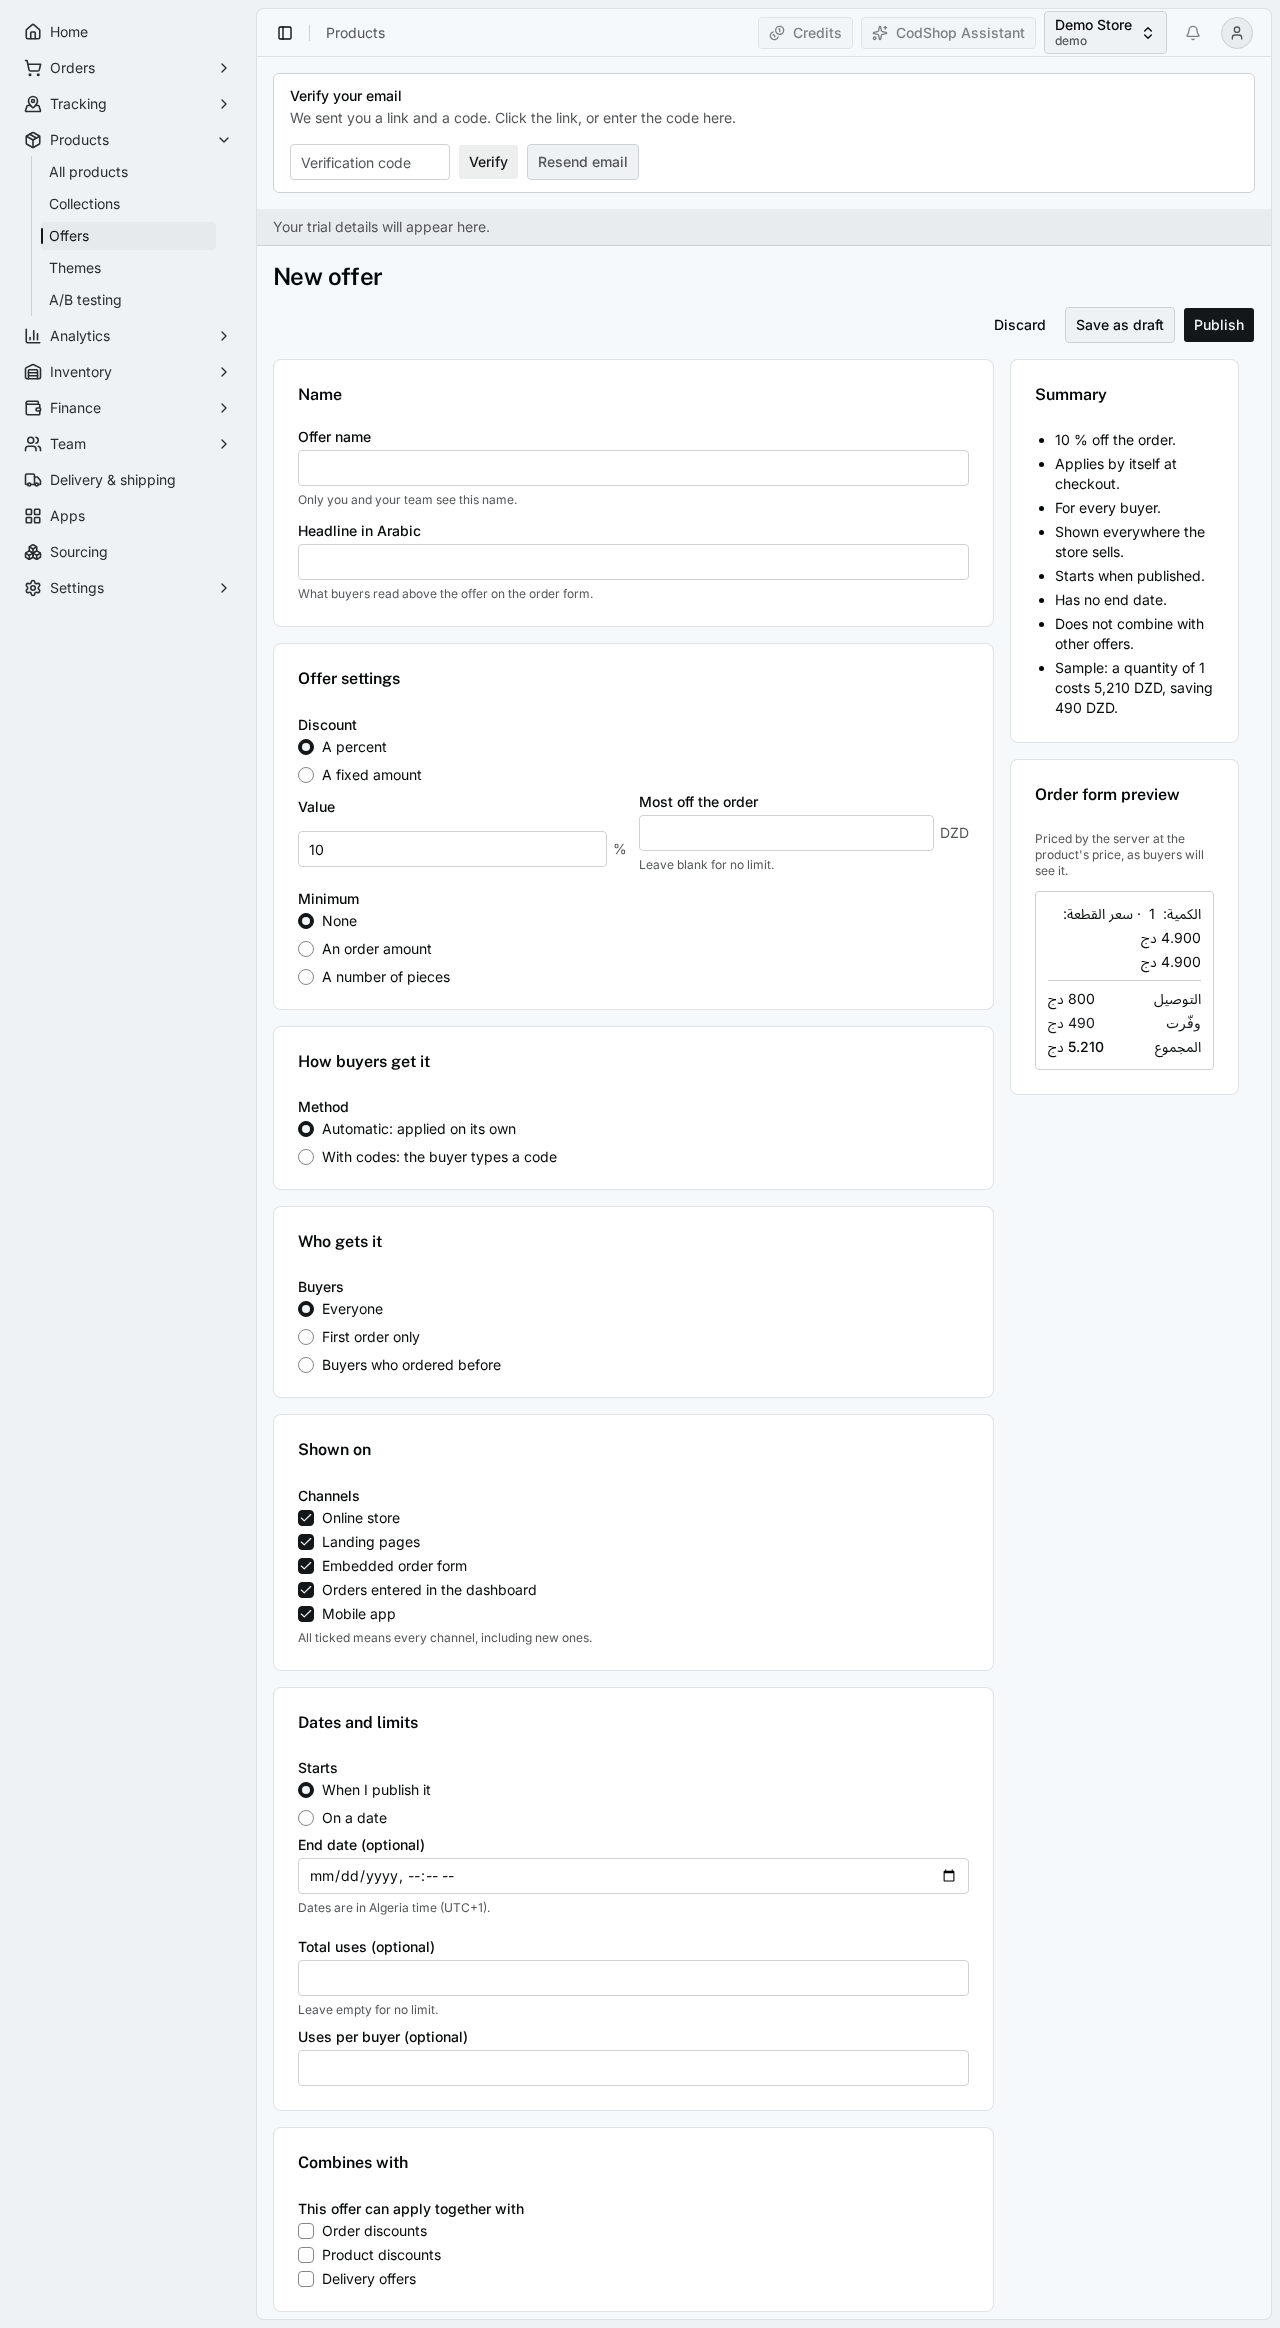 Home
Orders
Tracking
Products
All products
Collections
Offers
Themes
A/B testing
Analytics
Inventory
Finance
Team
Delivery & shipping
Apps
Sourcing
Settings
Products
Credits
CodShop Assistant
Demo Store
demo
Verify your email
We sent you a link and a code. Click the link, or enter the code here.
Verification code
Verify
Resend email
Your trial details will appear here.
New offer
Discard
Save as draft
Publish
Name
Offer name
Only you and your team see this name.
Headline in Arabic
What buyers read above the offer on the order form.
Offer settings
Discount
A percent
A fixed amount
Value
10 %
Most off the order
DZD
Leave blank for no limit.
Minimum
None
An order amount
A number of pieces
How buyers get it
Method
Automatic: applied on its own
With codes: the buyer types a code
Who gets it
Buyers
Everyone
First order only
Buyers who ordered before
Shown on
Channels
Online store
Landing pages
Embedded order form
Orders entered in the dashboard
Mobile app
All ticked means every channel, including new ones.
Dates and limits
Starts
When I publish it
On a date
End date (optional)
mm/dd/yyyy, --:-- --
Dates are in Algeria time (UTC+1).
Total uses (optional)
Leave empty for no limit.
Uses per buyer (optional)
Combines with
This offer can apply together with
Order discounts
Product discounts
Delivery offers
Summary
• 10 % off the order.
• Applies by itself at
checkout.
• For every buyer.
• Shown everywhere the
store sells.
• Starts when published.
• Has no end date.
• Does not combine with
other offers.
• Sample: a quantity of 1
costs 5,210 DZD, saving
490 DZD.
Order form preview
Priced by the server at the
product's price, as buyers will
see it.
الكمية: 1 · سعر القطعة:
4.900 دج
4.900 دج
التوصيل 800 دج
وفّرت 490 دج
المجموع 5.210 دج